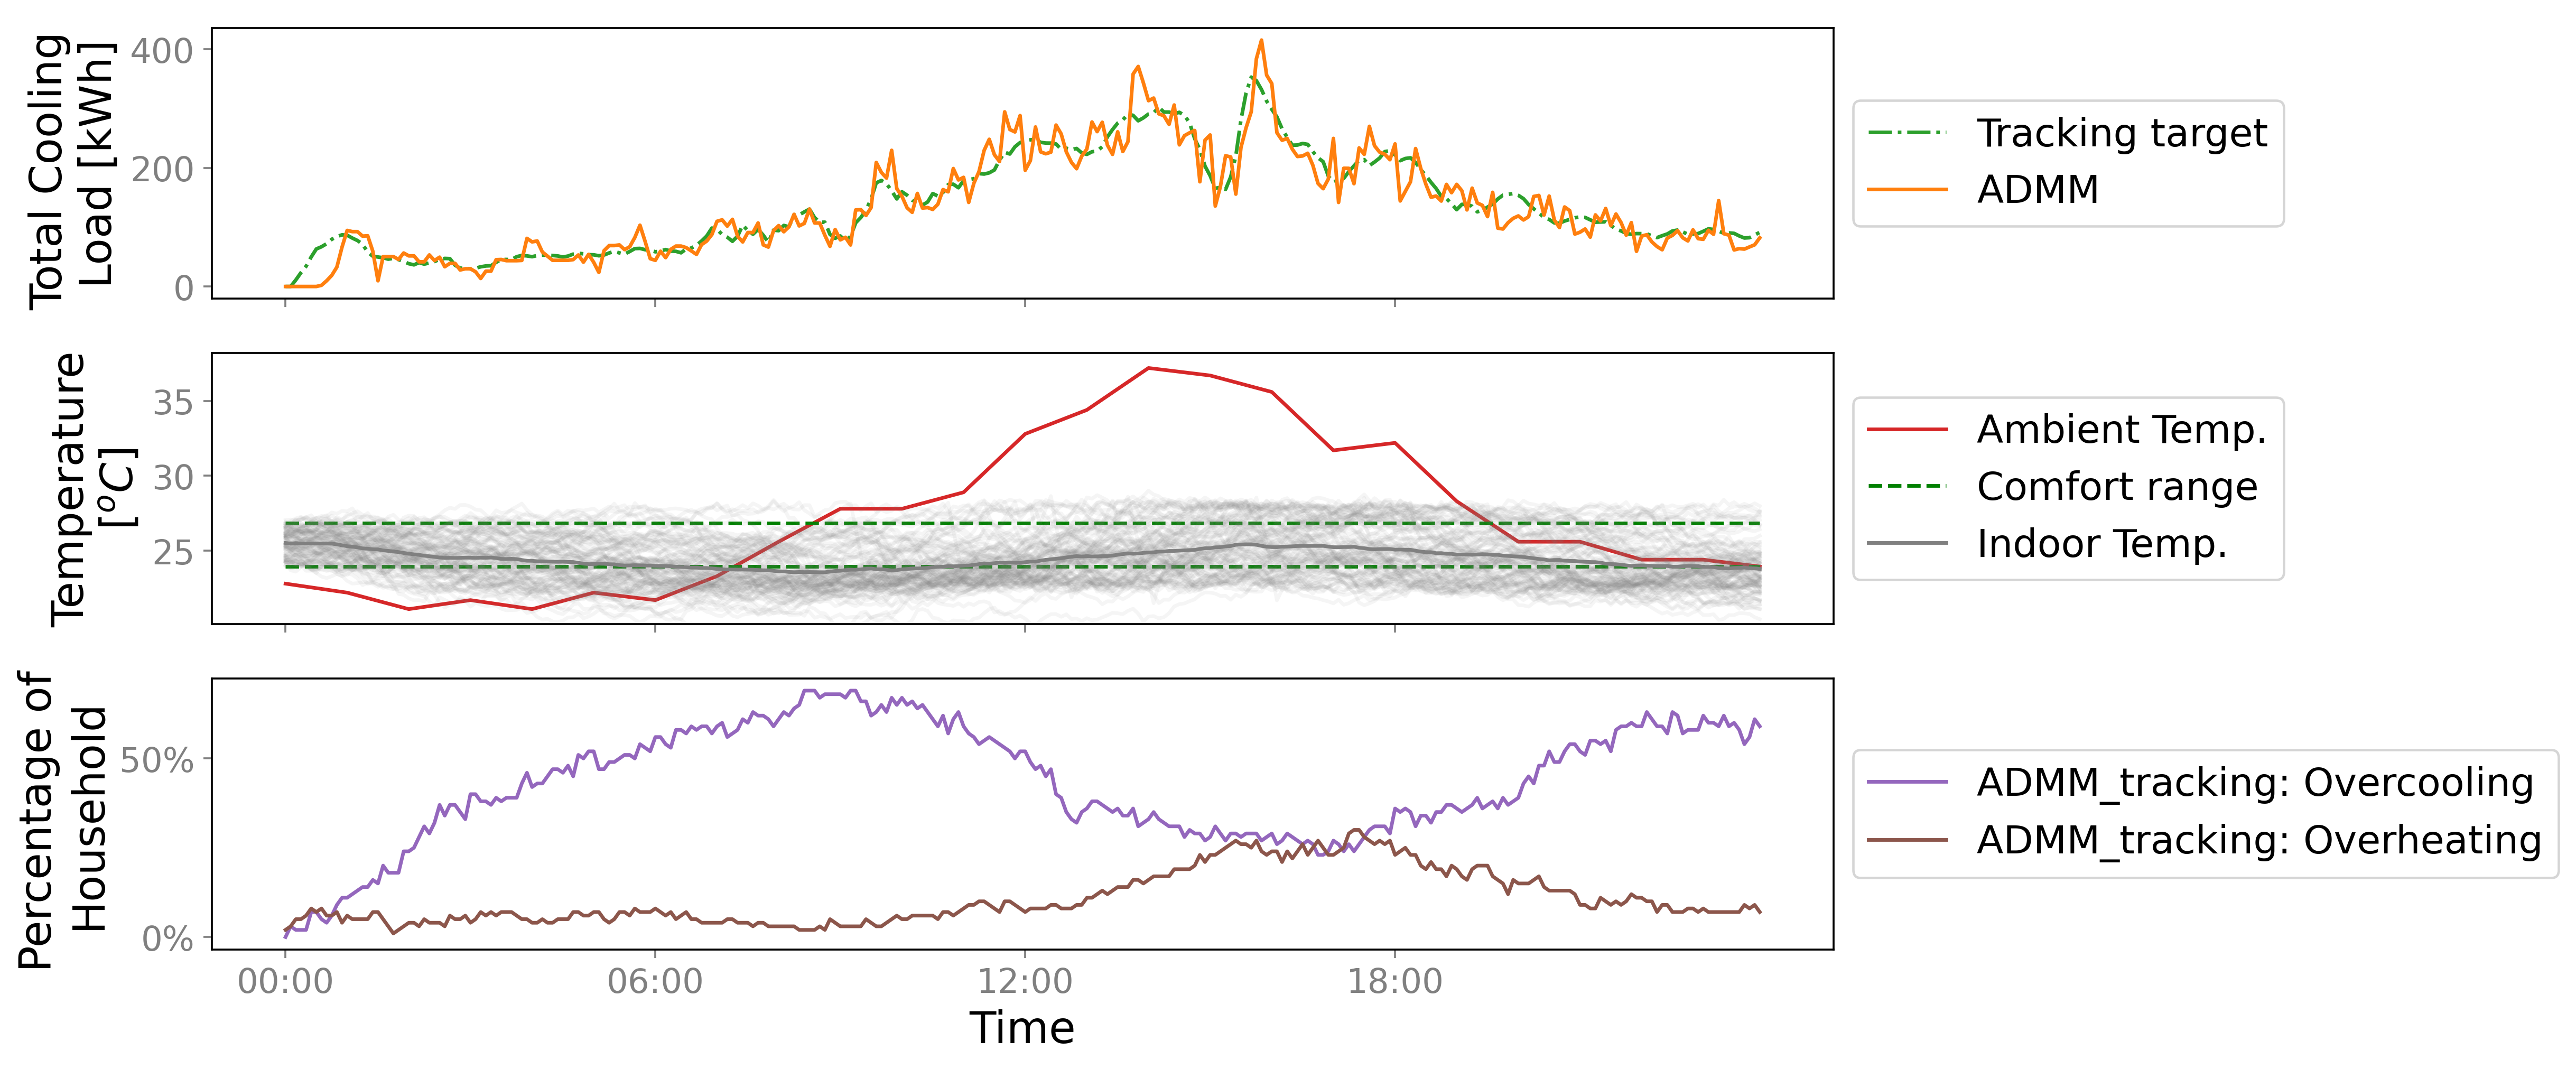 Total Cooling
Load [kWh]
400
200
0
Tracking target
ADMM
Temperature
[°C]
35
30
25
Ambient Temp.
Comfort range
Indoor Temp.
Percentage of
Household
50%
0%
ADMM_tracking: Overcooling
ADMM_tracking: Overheating
00:00 06:00 12:00 18:00
Time